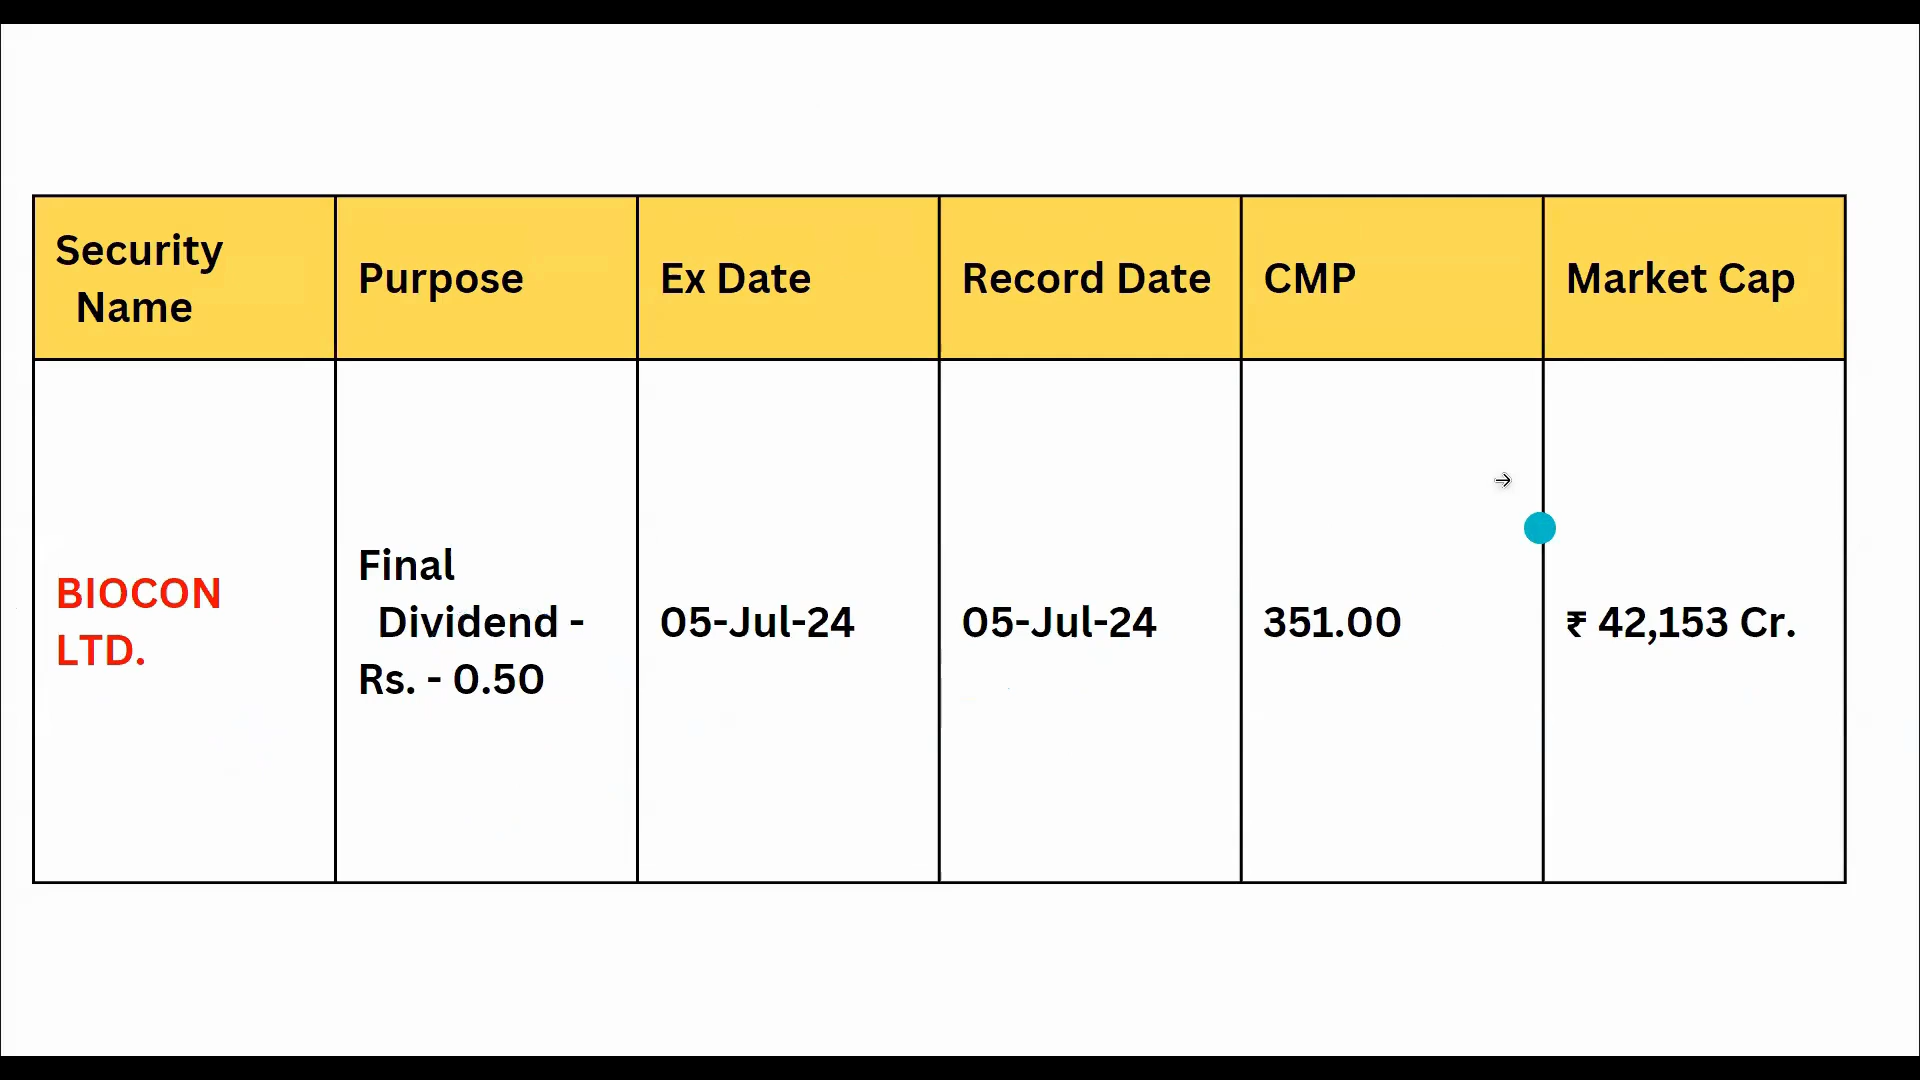 Security
Name
Purpose
Ex Date
Record Date
CMP
Market Cap
BIOCON
LTD.
Final
Dividend -
Rs. - 0.50
05-Jul-24
05-Jul-24
351.00
₹ 42,153 Cr.